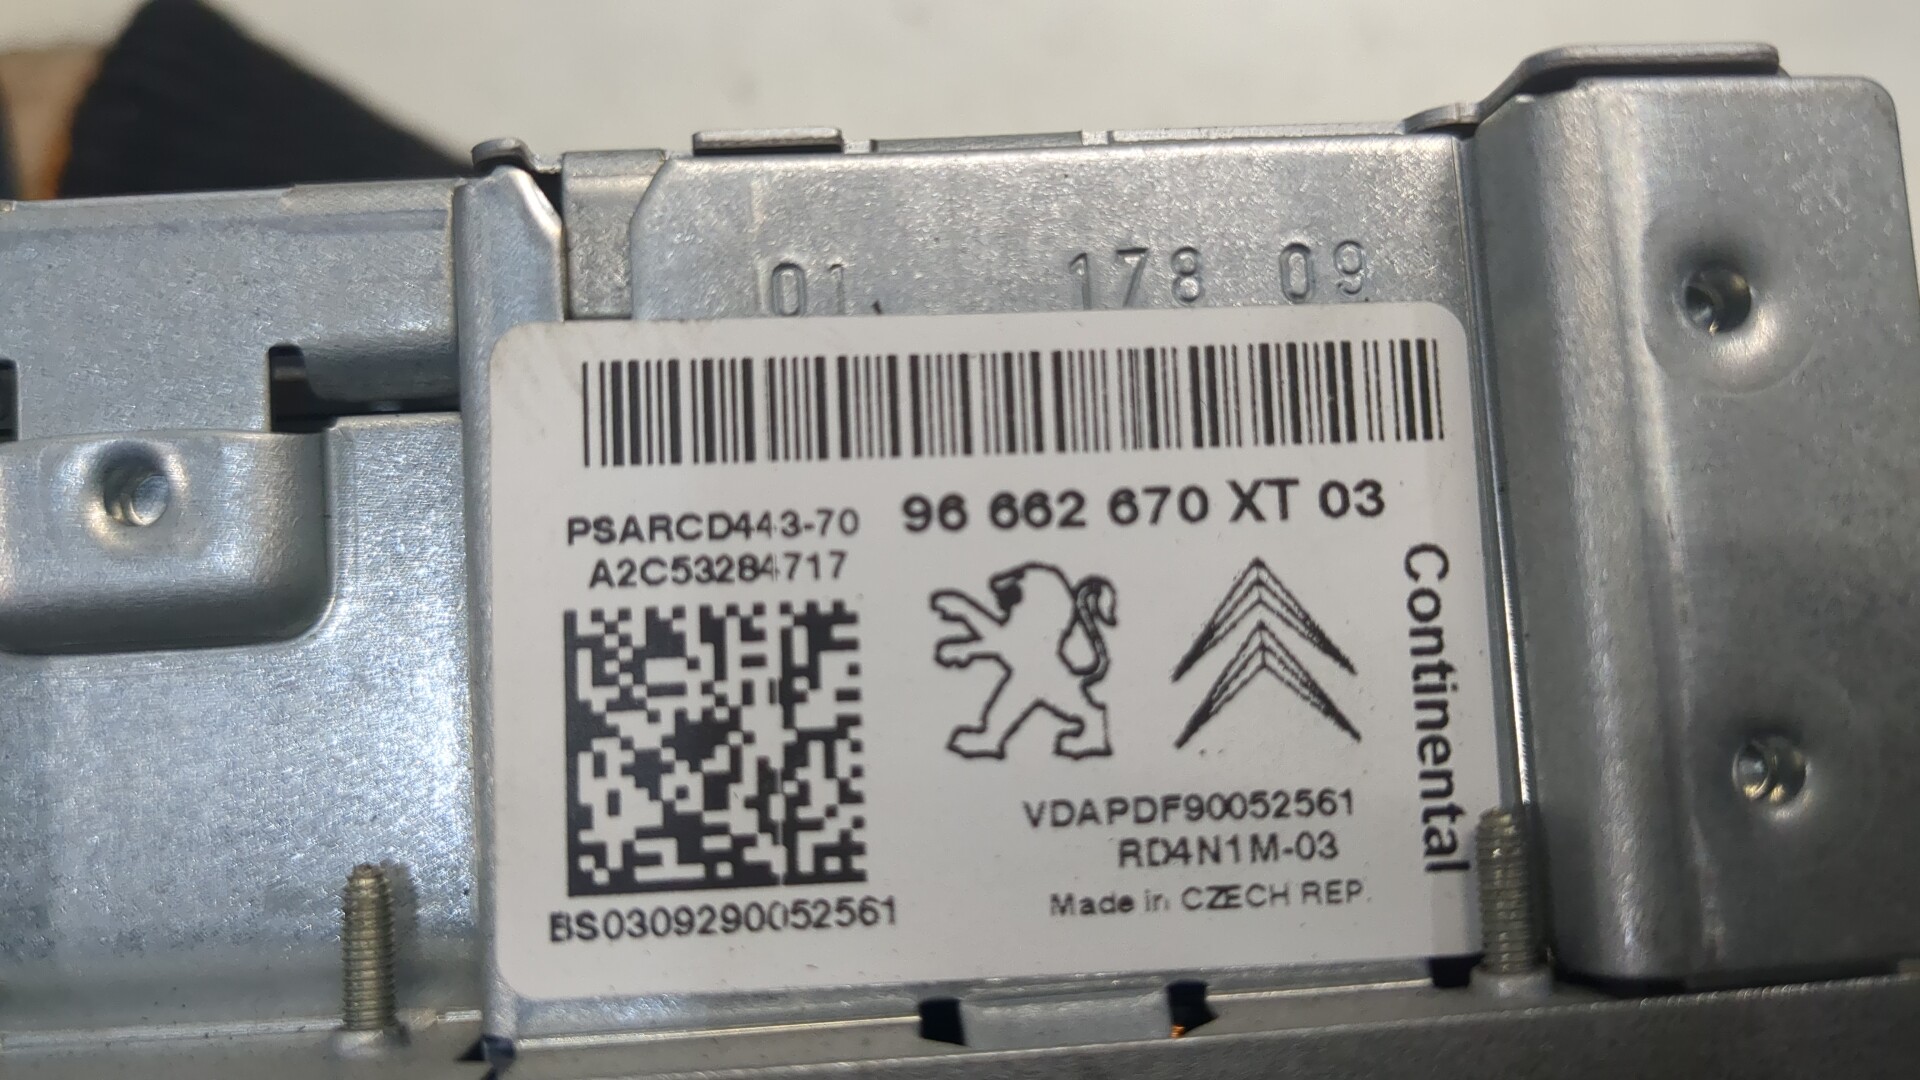 01. 178 09
PSARCD443-70
A2C53284717
96 662 670 XT 03
Continental
VDAPDF90052561
RD4N1M-03
Made in CZECH REP.
BS0309290052561